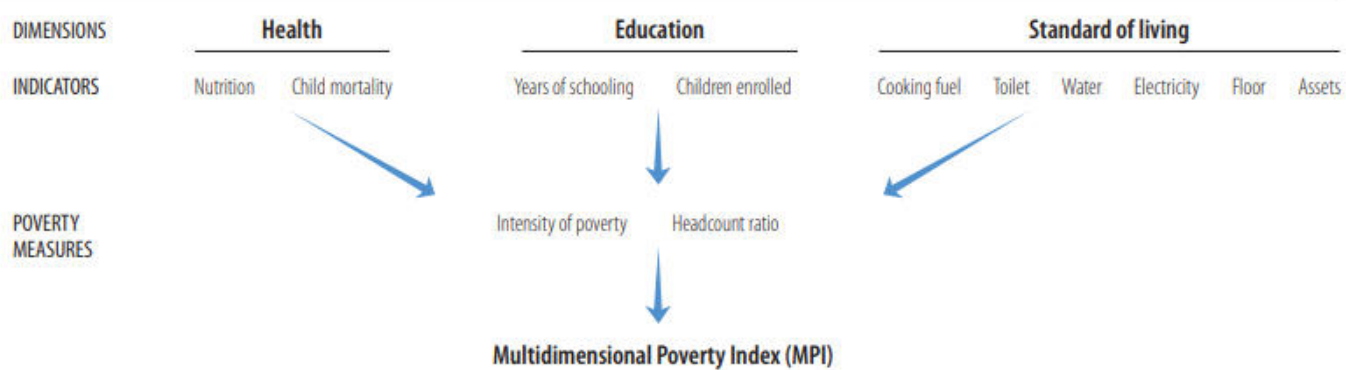 DIMENSIONS Health Education Standard of living
INDICATORS Nutrition Child mortality Years of schooling Children enrolled Cooking fuel Toilet Water Electricity Floor Assets
POVERTY Intensity of poverty Headcount ratio
MEASURES
Multidimensional Poverty Index (MPI)